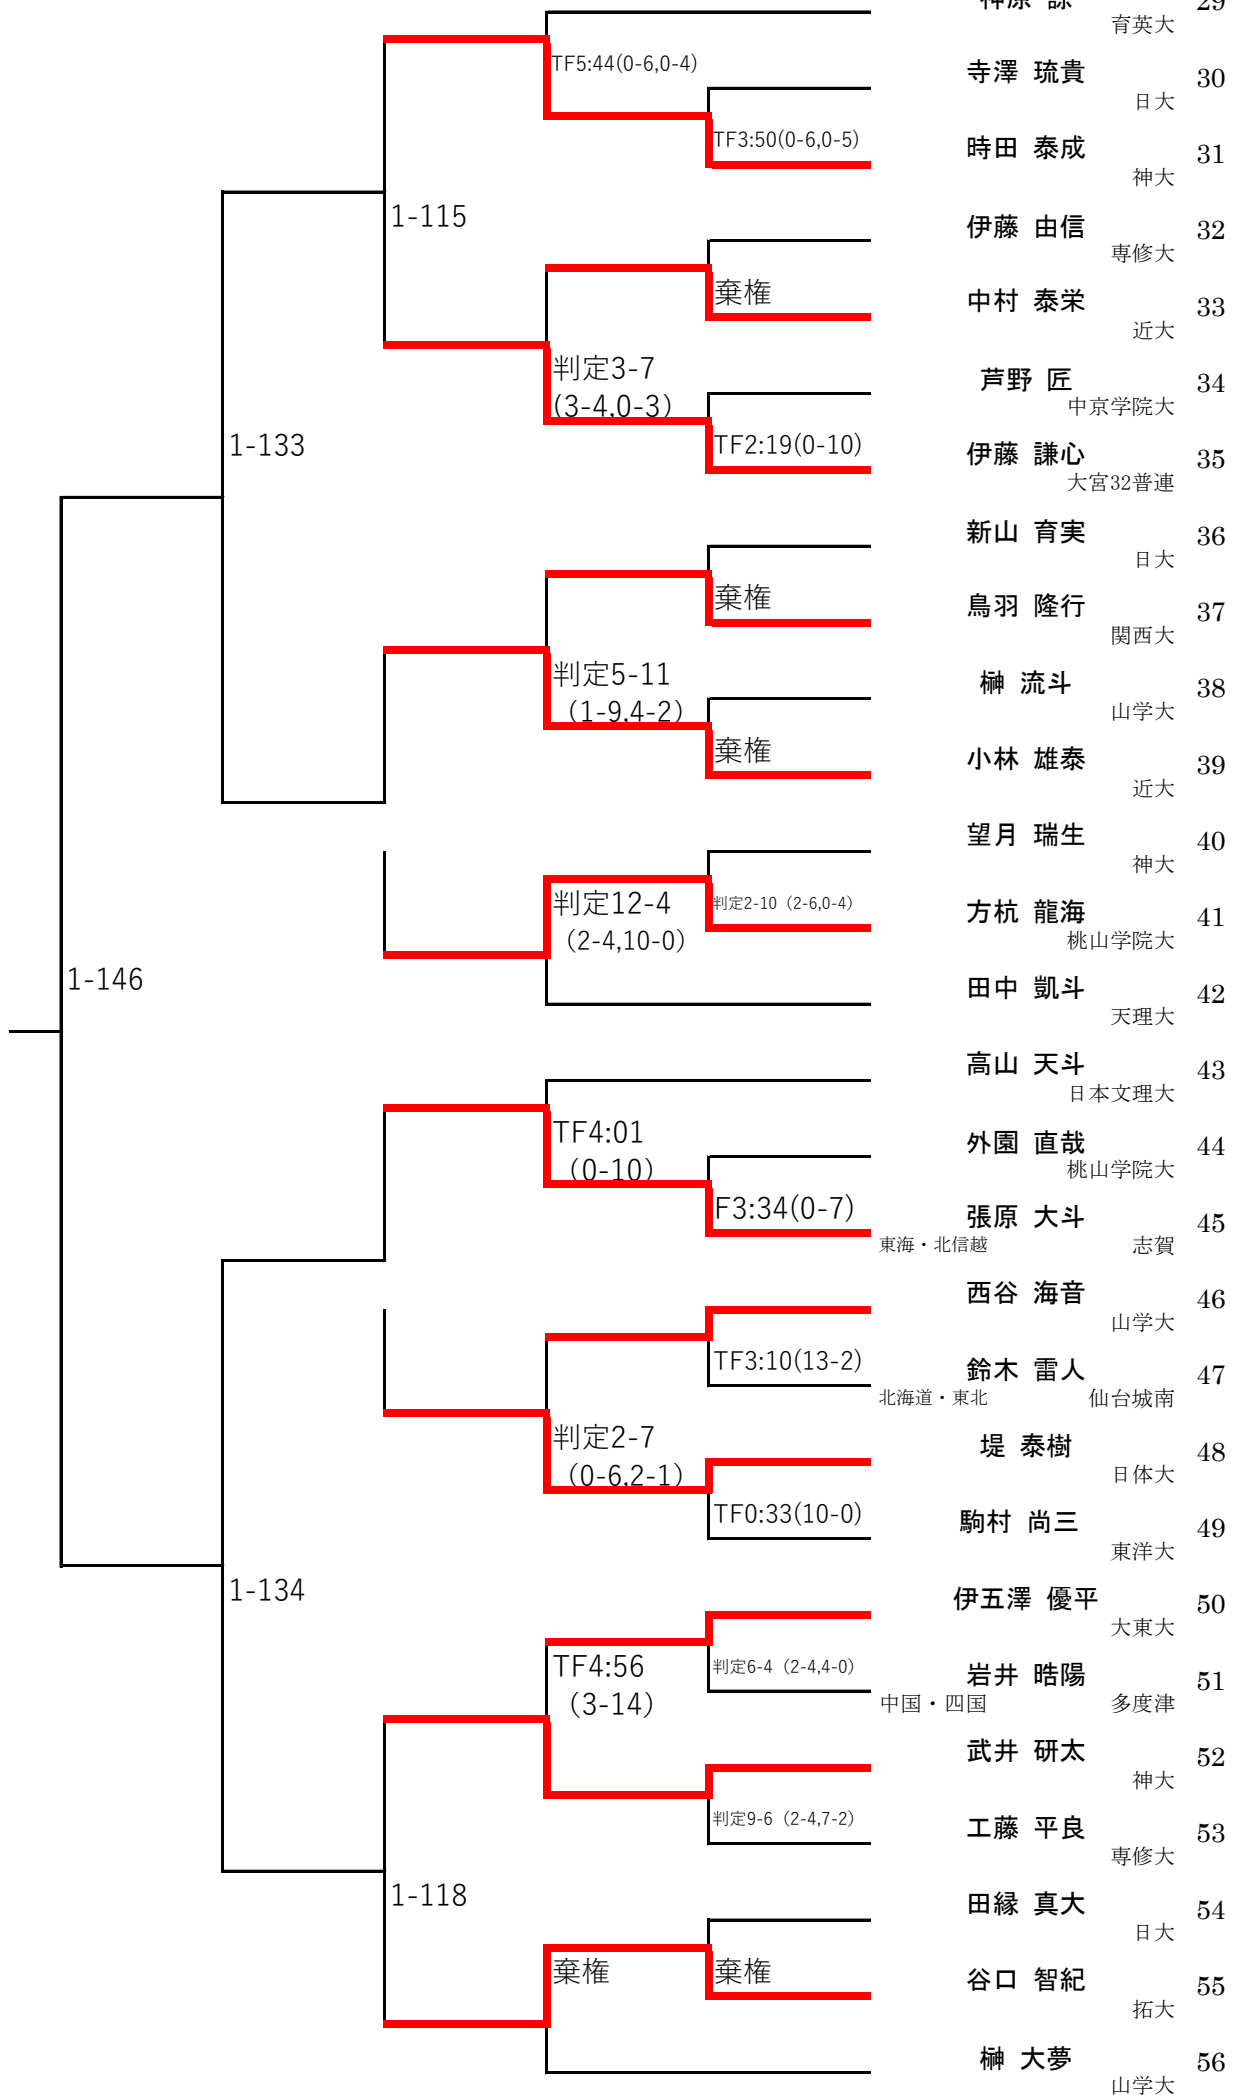 29
育英大
TF5:44(0-6,0-4)
寺澤 琉貴 30
日大
TF3:50(0-6,0-5)
時田 泰成 31
神大
1-115
伊藤 由信 32
専修大
棄権
中村 泰栄 33
近大
判定3-7
(3-4,0-3)
芦野 匠 34
中京学院大
1-133
TF2:19(0-10)
伊藤 謙心 35
大宮32普連
新山 育実 36
日大
棄権
鳥羽 隆行 37
関西大
判定5-11
(1-9,4-2)
榊 流斗 38
山学大
棄権
小林 雄泰 39
近大
望月 瑞生 40
神大
判定12-4
(2-4,10-0)
判定2-10 (2-6,0-4)
方杭 龍海 41
桃山学院大
1-146
田中 凱斗 42
天理大
高山 天斗 43
日本文理大
TF4:01
(0-10)
外園 直哉 44
桃山学院大
F3:34(0-7)
張原 大斗 45
東海・北信越 志賀
西谷 海音 46
山学大
TF3:10(13-2)
鈴木 雷人 47
北海道・東北 仙台城南
判定2-7
(0-6,2-1)
堤 泰樹 48
日体大
TF0:33(10-0)
駒村 尚三 49
東洋大
1-134
伊五澤 優平 50
大東大
TF4:56
(3-14)
判定6-4 (2-4,4-0)
岩井 晧陽 51
中国・四国 多度津
武井 研太 52
神大
判定9-6 (2-4,7-2)
工藤 平良 53
専修大
1-118
田縁 真大 54
日大
棄権
棄権
谷口 智紀 55
拓大
榊 大夢 56
山学大